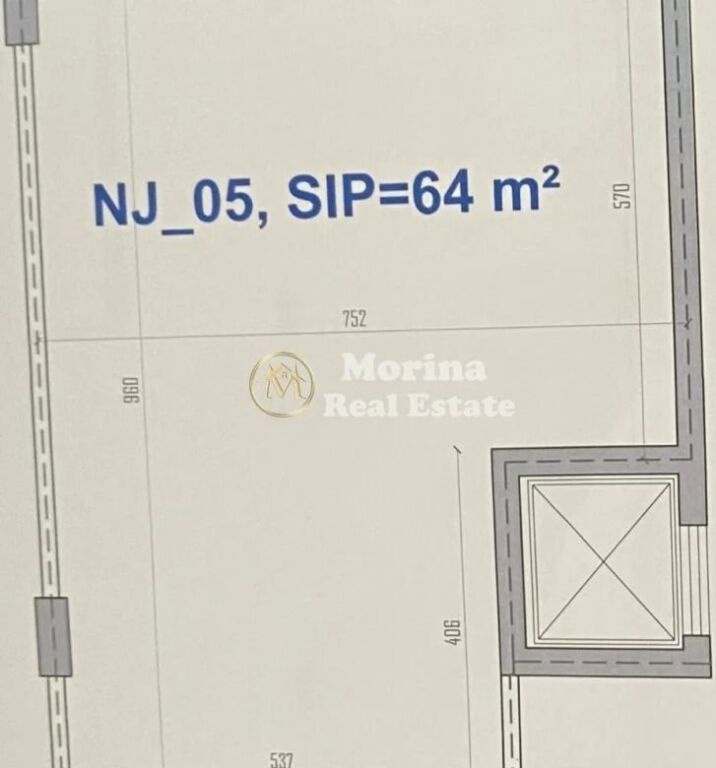 NJ_05, SIP=64 m²
570
752
960
Morina
Real Estate
406
537